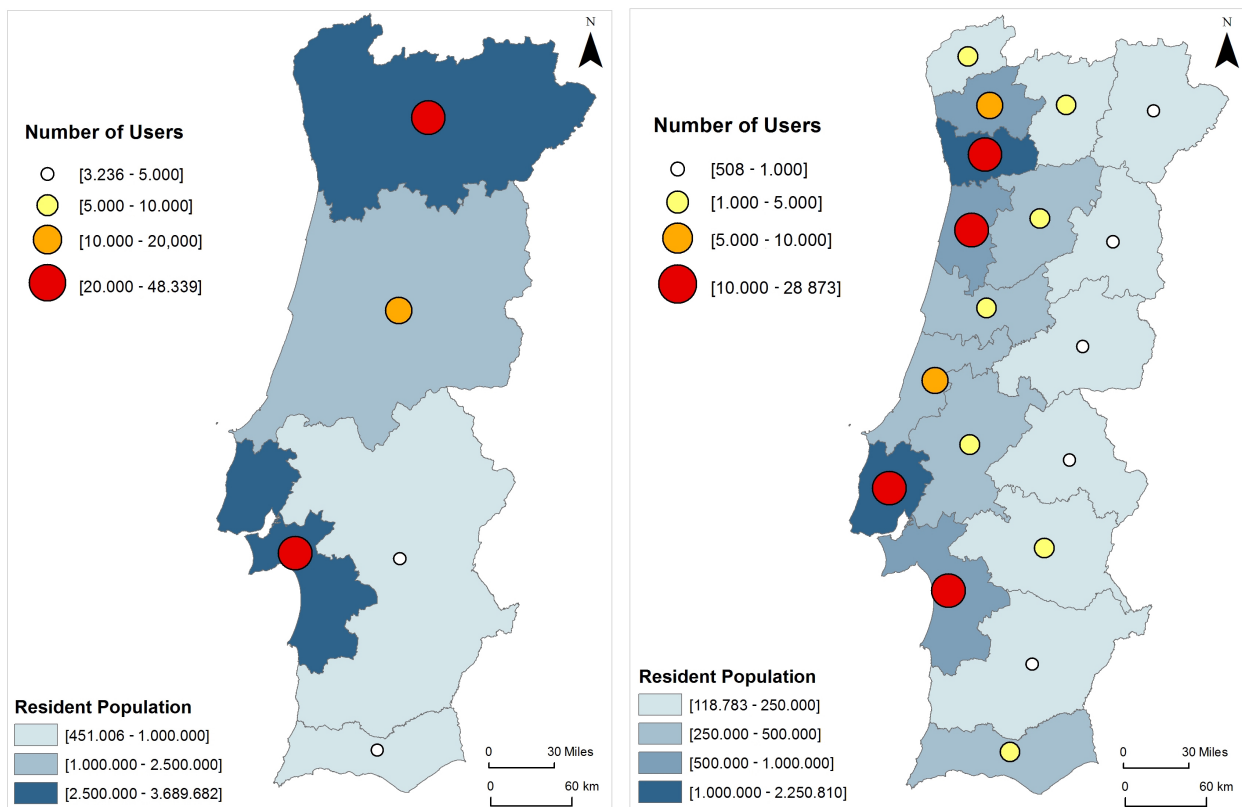 N
Number of Users
[3.236 - 5.000]
[5.000 - 10.000]
[10.000 - 20,000]
[20.000 - 48.339]
Resident Population
[451.006 - 1.000.000]
[1.000.000 - 2.500.000]
[2.500.000 - 3.689.682]
0 30 Miles
0 60 km
N
Number of Users
[508 - 1.000]
[1.000 - 5.000]
[5.000 - 10.000]
[10.000 - 28 873]
Resident Population
[118.783 - 250.000]
[250.000 - 500.000]
[500.000 - 1.000.000]
[1.000.000 - 2.250.810]
0 30 Miles
0 60 km